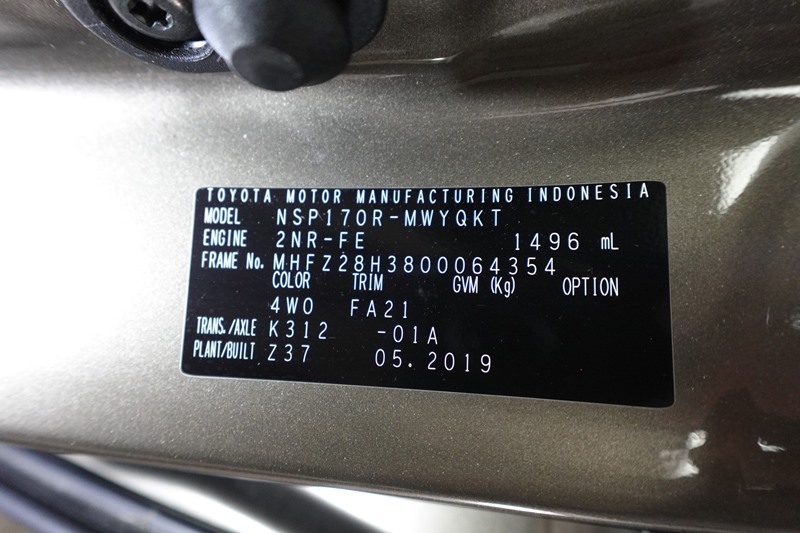 TOYOTA MOTOR MANUFACTURING INDONESIA
MODEL NSP170R-MWYQKT
ENGINE 2NR-FE 1496 mL
FRAME No. MHFZ28H3800064354
COLOR TRIM GVM (Kg) OPTION
4W0 FA21
TRANS./AXLE K312 -01A
PLANT/BUILT Z37 05.2019